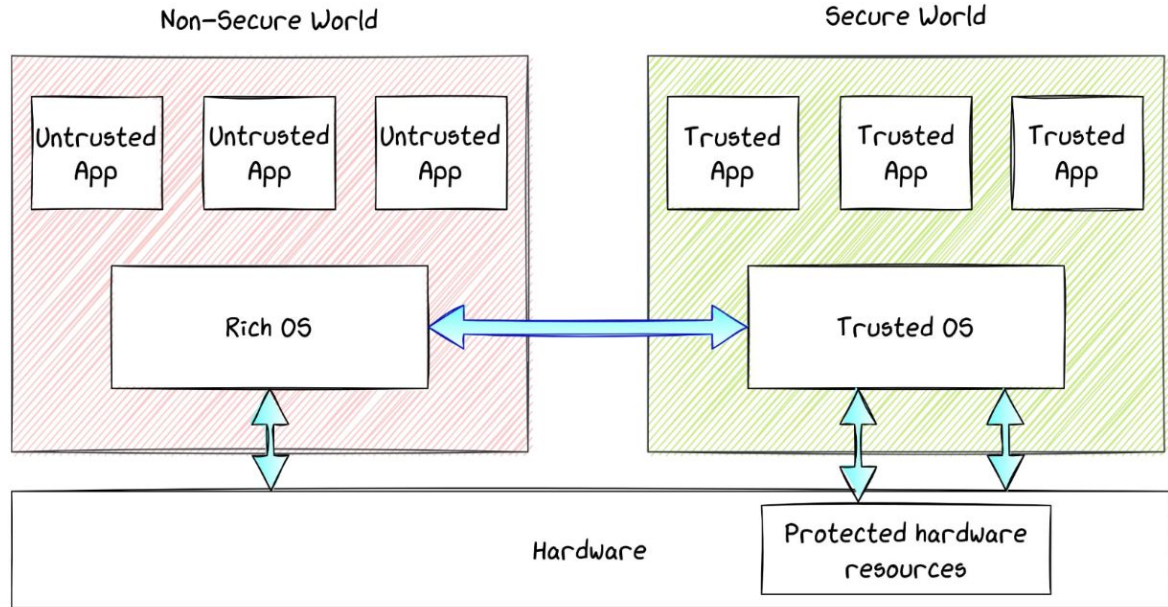 Non-Secure World
Secure World
Untrusted
App
Untrusted
App
Untrusted
App
Trusted
App
Trusted
App
Trusted
App
Rich OS
Trusted OS
Hardware
Protected hardware
resources